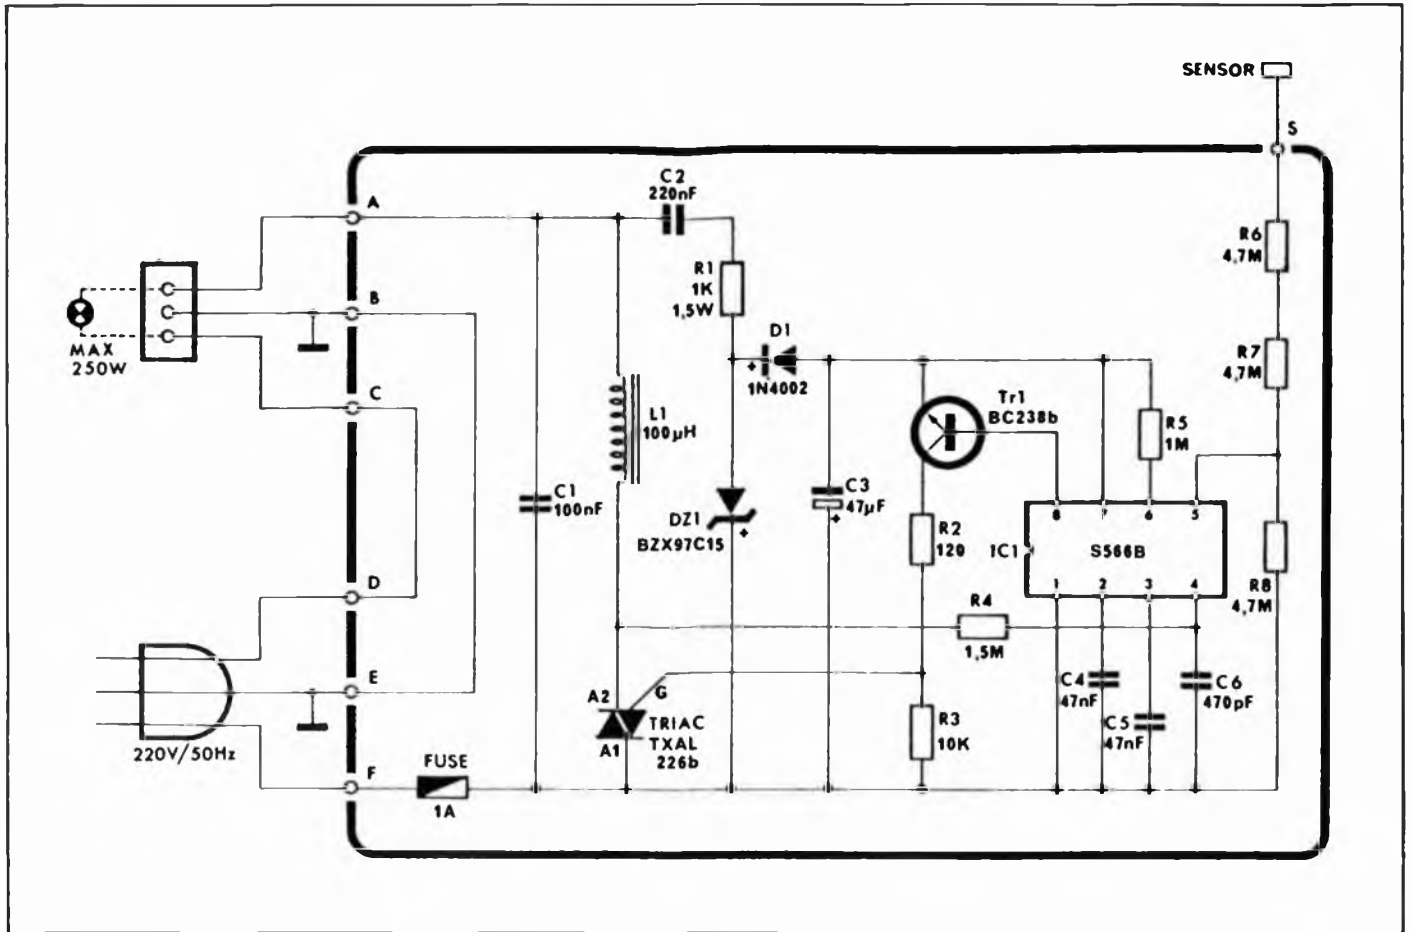 SENSOR
S
A
B
C
D
E
F
MAX
250W
220V/50Hz
FUSE
1A
C1
100nF
C2
220nF
R1
1K
1,5W
L1
100µH
D1
+
1N4002
DZ1
BZX97C15
+
C3
47µF
+
Tr1
BC238b
R2
120
R3
10K
R4
1,5M
R5
1M
R6
4,7M
R7
4,7M
R8
4,7M
IC1
S566B
8 7 6 5
1 2 3 4
C4
47nF
C5
47nF
C6
470pF
A2
G
A1
TRIAC
TXAL
226b